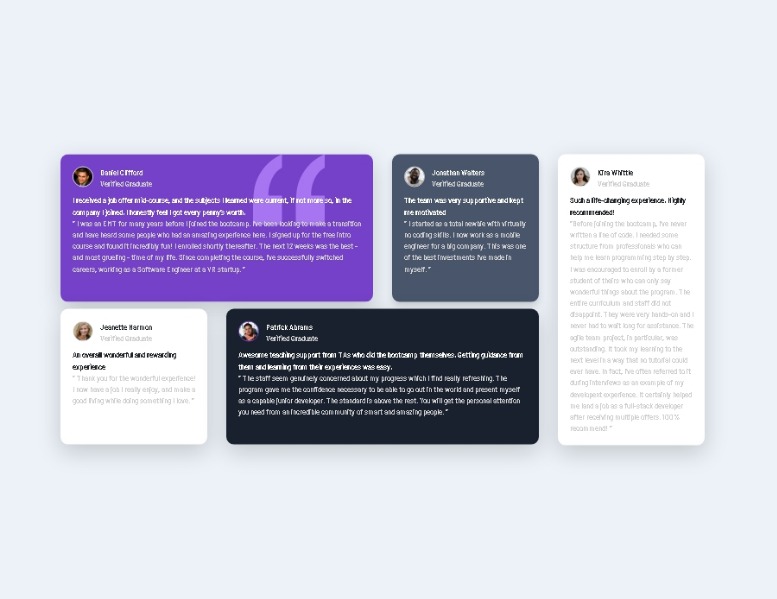 Daniel Clifford
Verified Graduate
I received a job offer mid-course, and the subjects I learned were current, if not more so, in the
company I joined. I honestly feel I got every penny's worth.
" I was an EMT for many years before I joined the bootcamp. I've been looking to make a transition
and have heard some people who had an amazing experience here. I signed up for the free intro
course and found it incredibly fun! I enrolled shortly thereafter. The next 12 weeks was the best -
and most grueling - time of my life. Since completing the course, I've successfully switched
careers, working as a Software Engineer at a VR startup. "
Jonathan Walters
Verified Graduate
The team was very supportive and kept
me motivated
" I started as a total newbie with virtually
no coding skills. I now work as a mobile
engineer for a big company. This was one
of the best investments I've made in
myself. "
Kira Whittle
Verified Graduate
Such a life-changing experience. Highly
recommended!
"Before joining the bootcamp, I've never
written a line of code. I needed some
structure from professionals who can
help me learn programming step by step.
I was encouraged to enroll by a former
student of theirs who can only say
wonderful things about the program. The
entire curriculum and staff did not
disappoint. They were very hands-on and I
never had to wait long for assistance. The
agile team project, in particular, was
outstanding. It took my learning to the
next level in a way that no tutorial could
ever have. In fact, I've often referred to it
during interviews as an example of my
developent experience. It certainly helped
me land a job as a full-stack developer
after receiving multiple offers. 100%
recommend! "
Jeanette Harmon
Verified Graduate
An overall wonderful and rewarding
experience
" Thank you for the wonderful experience!
I now have a job I really enjoy, and make a
good living while doing something I love. "
Patrick Abrams
Verified Graduate
Awesome teaching support from TAs who did the bootcamp themselves. Getting guidance from
them and learning from their experiences was easy.
" The staff seem genuinely concerned about my progress which I find really refreshing. The
program gave me the confidence necessary to be able to go out in the world and present myself
as a capable junior developer. The standard is above the rest. You will get the personal attention
you need from an incredible community of smart and amazing people. "